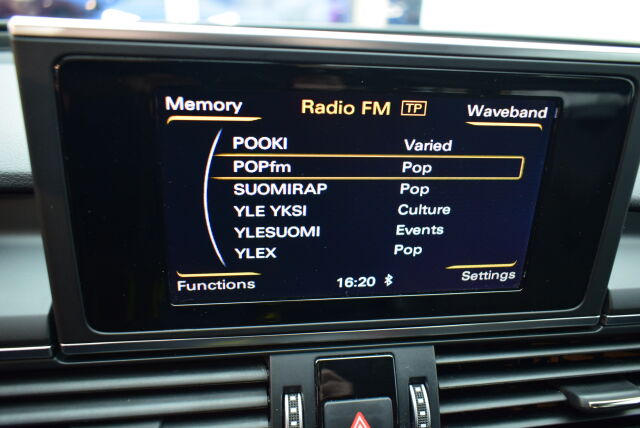 Memory Radio FM TP Waveband
POOKI Varied
POPfm Pop
SUOMIRAP Pop
YLE YKSI Culture
YLESUOMI Events
YLEX Pop
Functions 16:20 Settings